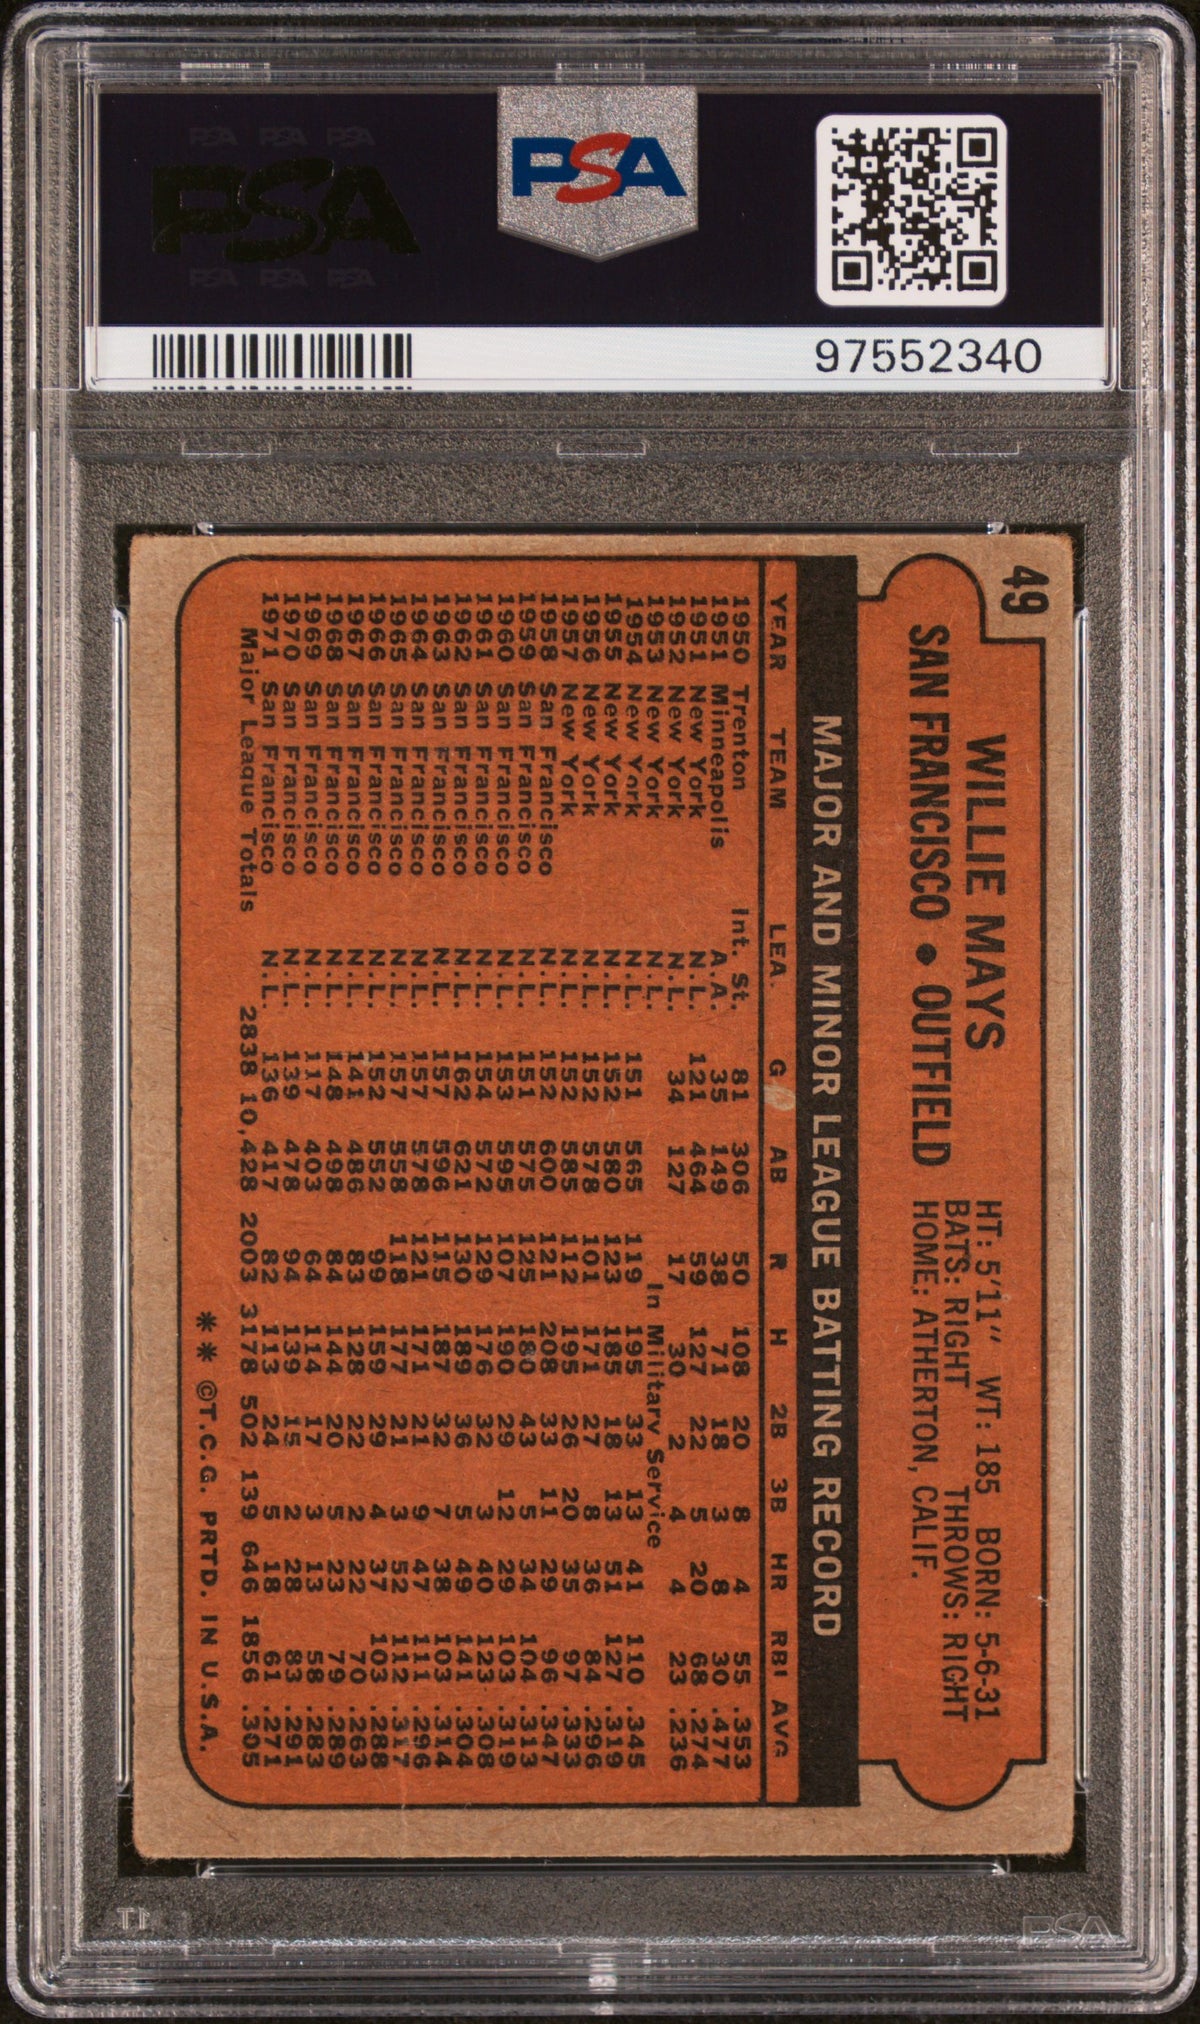 PSA PSA PSA
PSA
PSA PSA PSA
PSA
97552340
49
WILLIE MAYS
SAN FRANCISCO • OUTFIELD
HT: 5'11" WT: 185 BORN: 5-6-31
BATS: RIGHT THROWS: RIGHT
HOME: ATHERTON, CALIF.
MAJOR AND MINOR LEAGUE BATTING RECORD
YEAR TEAM LEA. G AB R H 2B 3B HR RBI AVG
1950 Trenton Int. St. 81 306 50 108 20 8 4 55 .353
1951 Minneapolis A.A. 35 149 38 71 18 3 8 30 .477
1951 New York N.L. 121 464 59 127 22 5 20 68 .274
1952 New York N.L. 34 127 17 30 2 4 4 23 .236
1953 New York N.L. In Military Service
1954 New York N.L. 151 565 119 195 33 13 41 110 .345
1955 New York N.L. 152 580 123 185 18 13 51 127 .319
1956 New York N.L. 152 578 101 171 27 8 36 84 .296
1957 New York N.L. 152 585 112 195 26 20 35 97 .333
1958 San Francisco N.L. 152 600 121 208 33 11 29 96 .347
1959 San Francisco N.L. 151 575 125 180 43 5 34 104 .313
1960 San Francisco N.L. 153 595 107 190 29 12 29 103 .319
1961 San Francisco N.L. 154 572 129 176 32 3 40 123 .308
1962 San Francisco N.L. 162 621 130 189 36 5 49 141 .304
1963 San Francisco N.L. 157 596 115 187 32 7 38 103 .314
1964 San Francisco N.L. 157 578 121 171 21 9 47 111 .296
1965 San Francisco N.L. 157 558 118 177 21 3 52 112 .317
1966 San Francisco N.L. 152 552 99 159 29 4 37 103 .288
1967 San Francisco N.L. 141 486 83 128 22 2 22 70 .263
1968 San Francisco N.L. 148 498 84 144 20 5 23 79 .289
1969 San Francisco N.L. 117 403 64 114 17 3 13 58 .283
1970 San Francisco N.L. 139 478 94 139 15 2 28 83 .291
1971 San Francisco N.L. 136 417 82 113 24 5 18 61 .271
Major League Totals 2838 10,428 2003 3178 502 139 646 1856 .305
** ©T.C.G. PRTD. IN U.S.A.
PSA